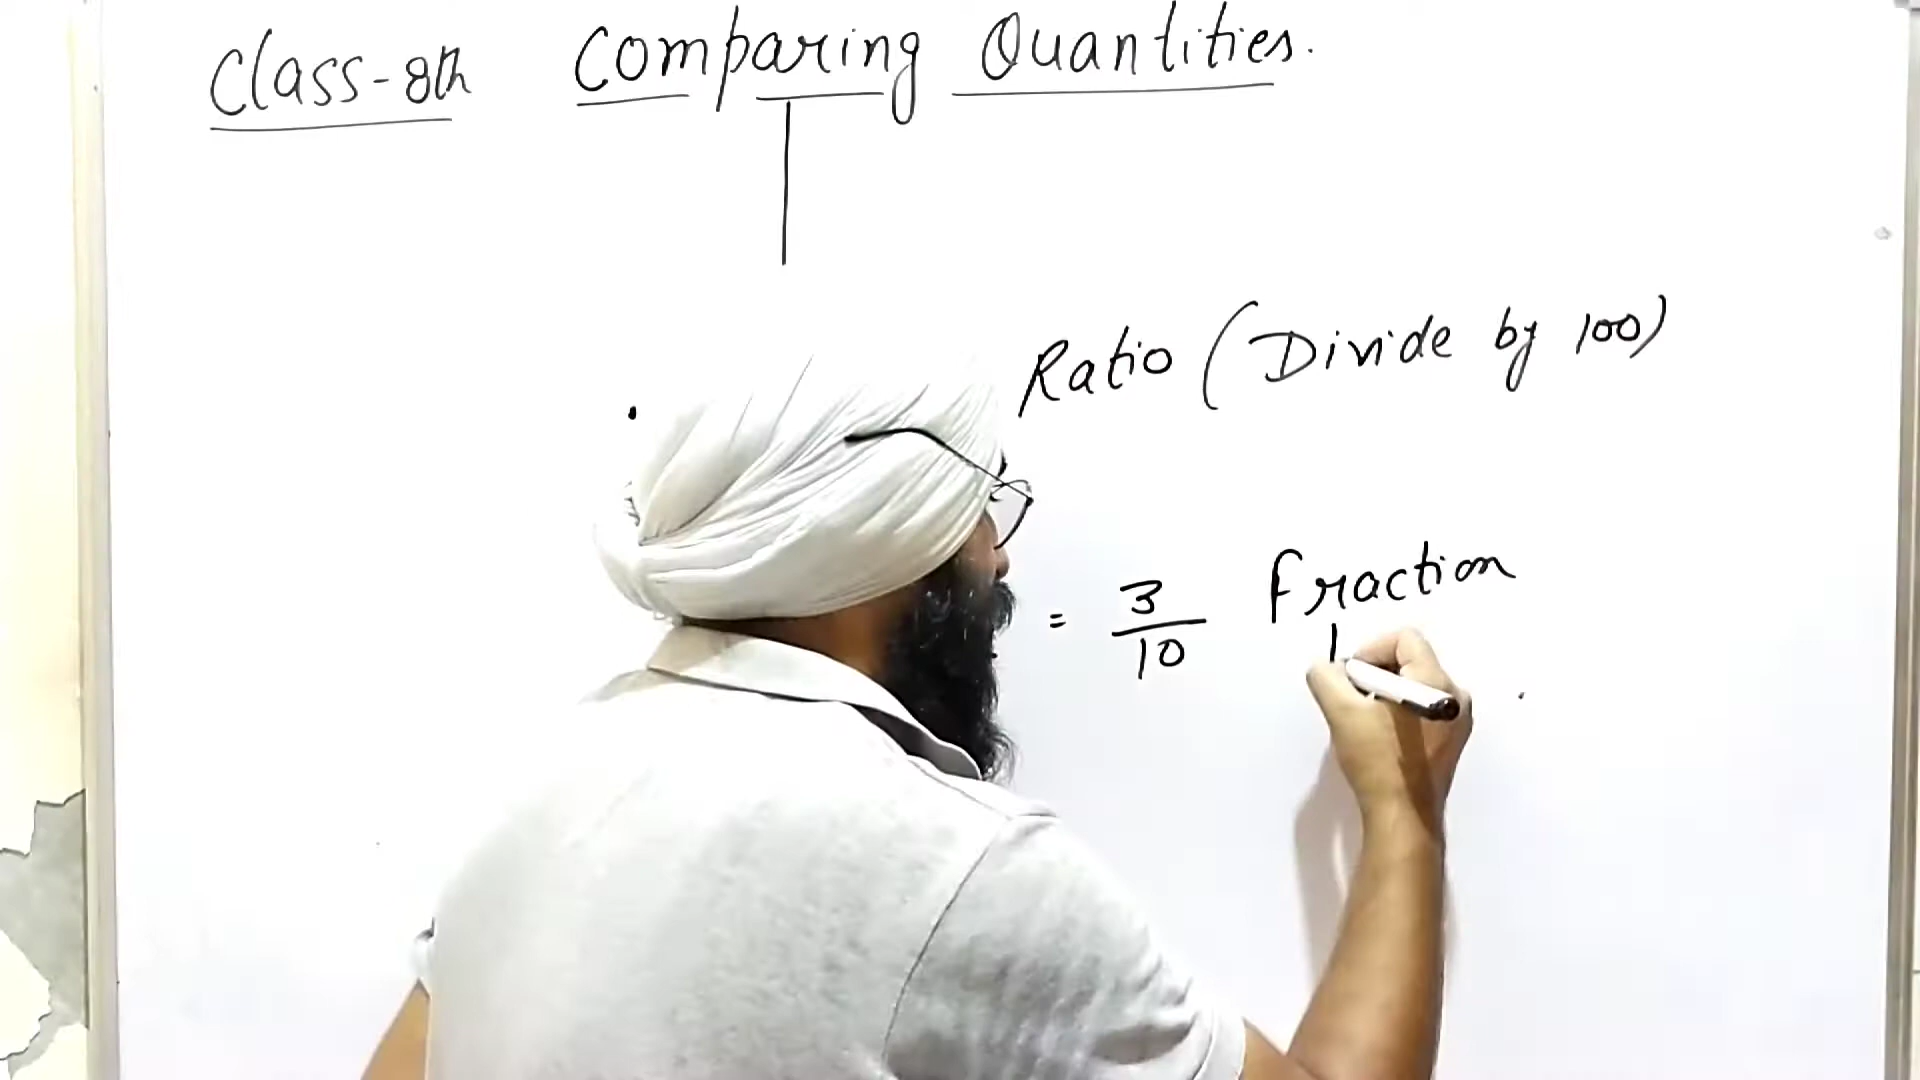 Class-8th Comparing Quantities.
Ratio (Divide by 100)
= 3/10 Fraction